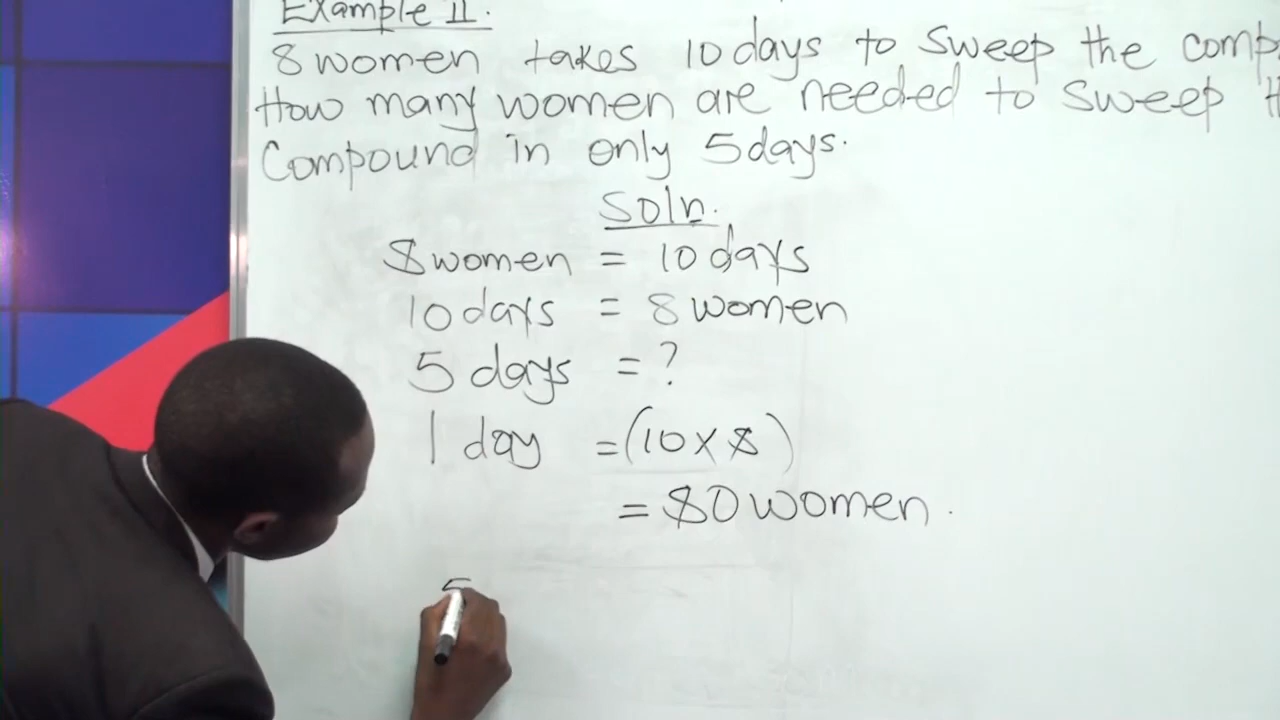 Example II.
8 women takes 10 days to sweep the comp
How many women are needed to sweep
Compound in only 5 days.
Soln.
8 women = 10 days
10 days = 8 women
5 days = ?
1 day = (10 x 8)
= 80 women.
5